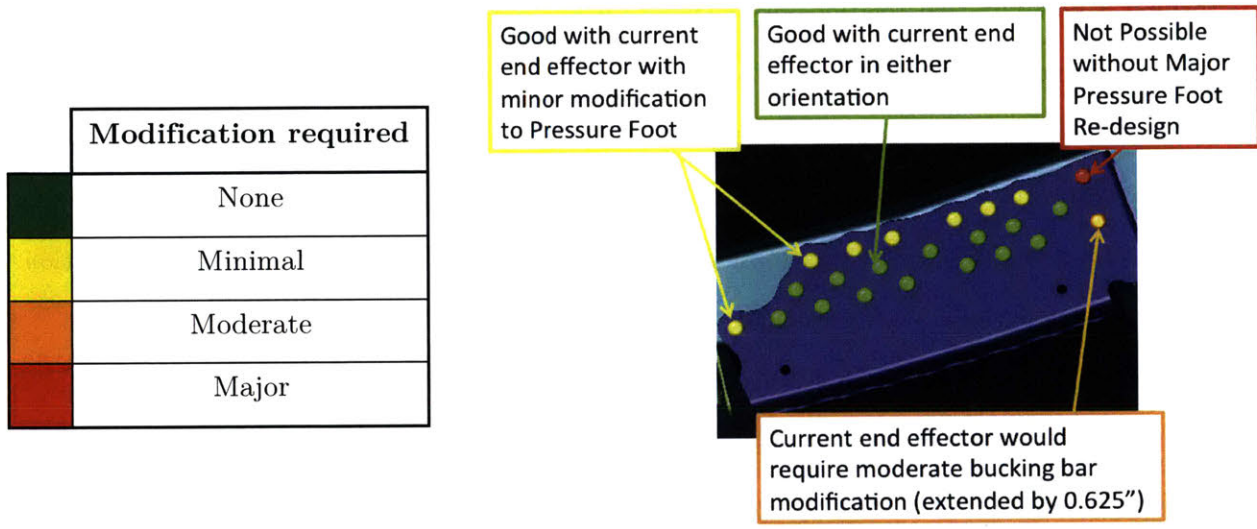 Modification required
None
Minimal
Moderate
Major
Good with current
end effector with
minor modification
to Pressure Foot
Good with current end
effector in either
orientation
Not Possible
without Major
Pressure Foot
Re-design
Current end effector would
require moderate bucking bar
modification (extended by 0.625”)